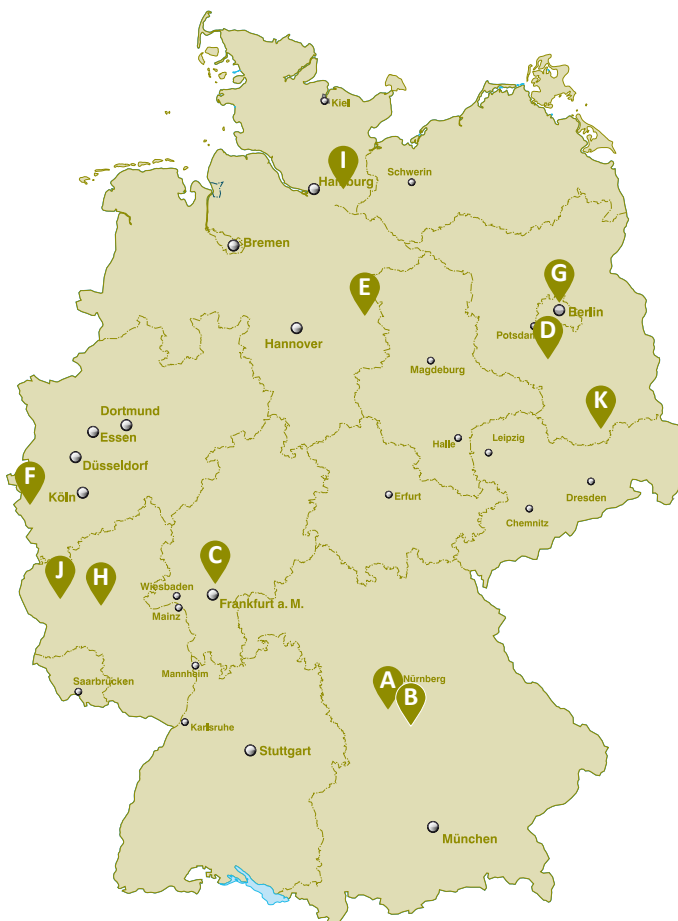 Kiel
I
Schwerin
Hamburg
Bremen
E
G
Berlin
Potsdam
D
Hannover
Magdeburg
K
Dortmund
Essen
Halle
Leipzig
Düsseldorf
F
Köln
Erfurt
Dresden
Chemnitz
C
J
H
Wiesbaden
Frankfurt a. M.
Mainz
Mannheim
Saarbrücken
A
Nürnberg
B
Karlsruhe
Stuttgart
München